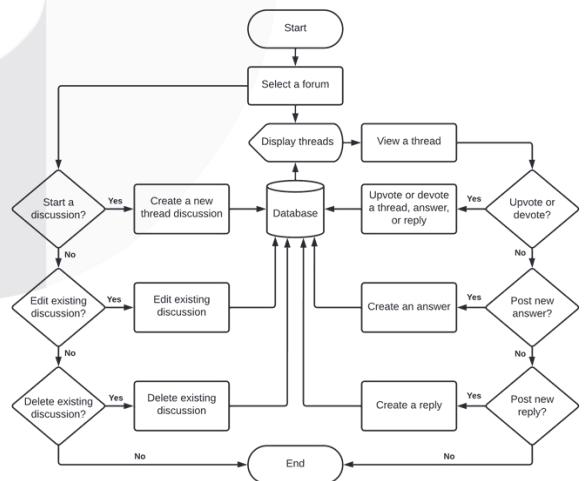 Start
Select a forum
Display threads
View a thread
Start a
discussion?
Yes
Create a new
thread discussion
Database
Upvote or devote
a thread, answer,
or reply
Yes
Upvote or
devote?
No
No
Edit existing
discussion?
Yes
Edit existing
discussion
Create an answer
Yes
Post new
answer?
No
No
Delete existing
discussion?
Yes
Delete existing
discussion
Create a reply
Yes
Post new
reply?
No
End
No